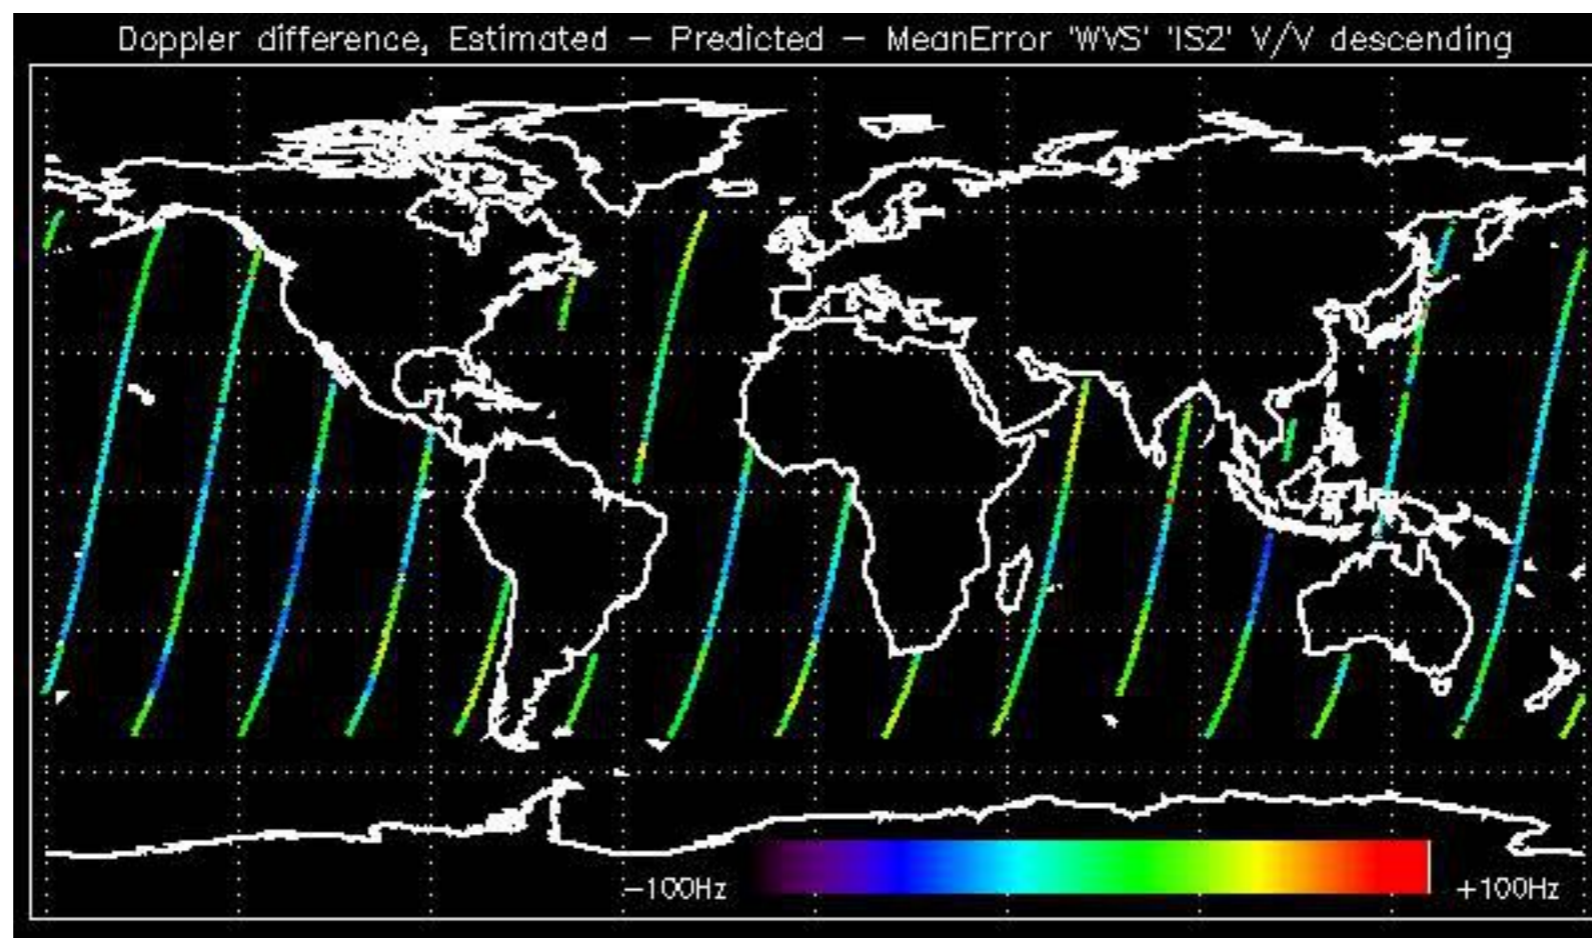 Doppler difference, Estimated – Predicted – MeanError 'WVS' 'IS2' V/V descending
–100Hz +100Hz